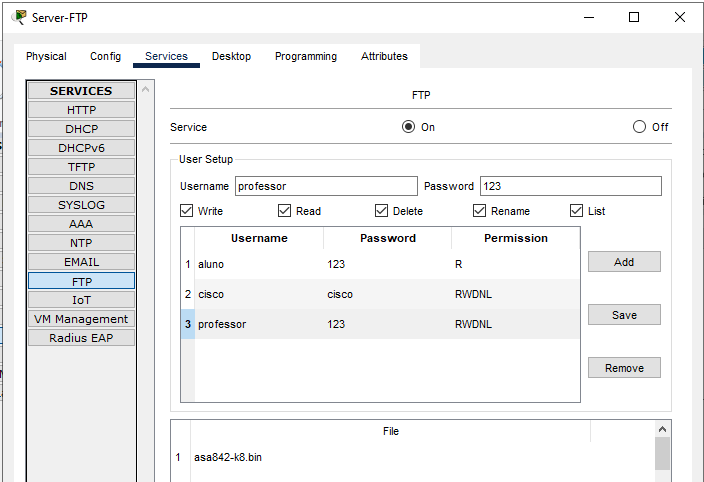 Server-FTP
Physical Config Services Desktop Programming Attributes
SERVICES
HTTP
DHCP
DHCPv6
TFTP
DNS
SYSLOG
AAA
NTP
EMAIL
FTP
IoT
VM Management
Radius EAP
FTP
Service On Off
User Setup
Username professor Password 123
Write Read Delete Rename List
Username Password Permission
1 aluno 123 R
2 cisco cisco RWDNL
3 professor 123 RWDNL
Add
Save
Remove
File
1 asa842-k8.bin